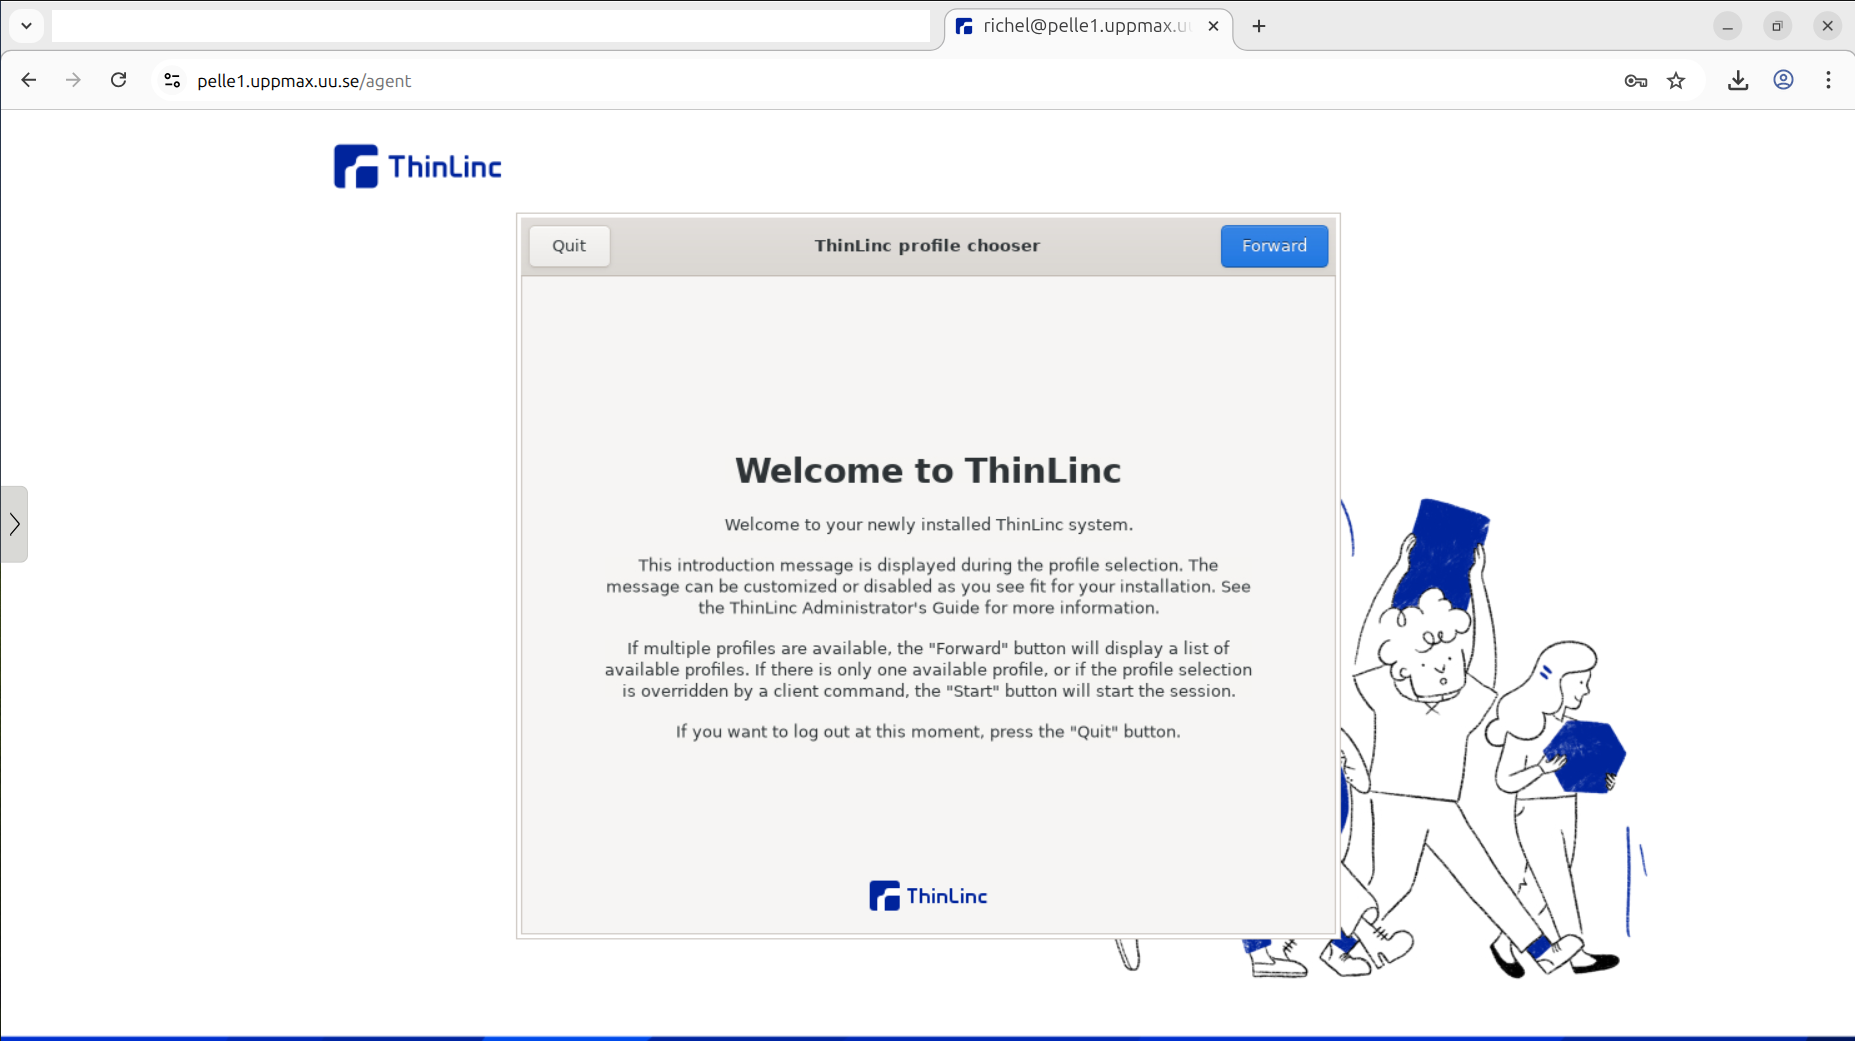 richel@pelle1.uppmax.u
pelle1.uppmax.uu.se/agent
ThinLinc
Quit
ThinLinc profile chooser
Forward
Welcome to ThinLinc
Welcome to your newly installed ThinLinc system.
This introduction message is displayed during the profile selection. The
message can be customized or disabled as you see fit for your installation. See
the ThinLinc Administrator's Guide for more information.
If multiple profiles are available, the "Forward" button will display a list of
available profiles. If there is only one available profile, or if the profile selection
is overridden by a client command, the "Start" button will start the session.
If you want to log out at this moment, press the "Quit" button.
ThinLinc